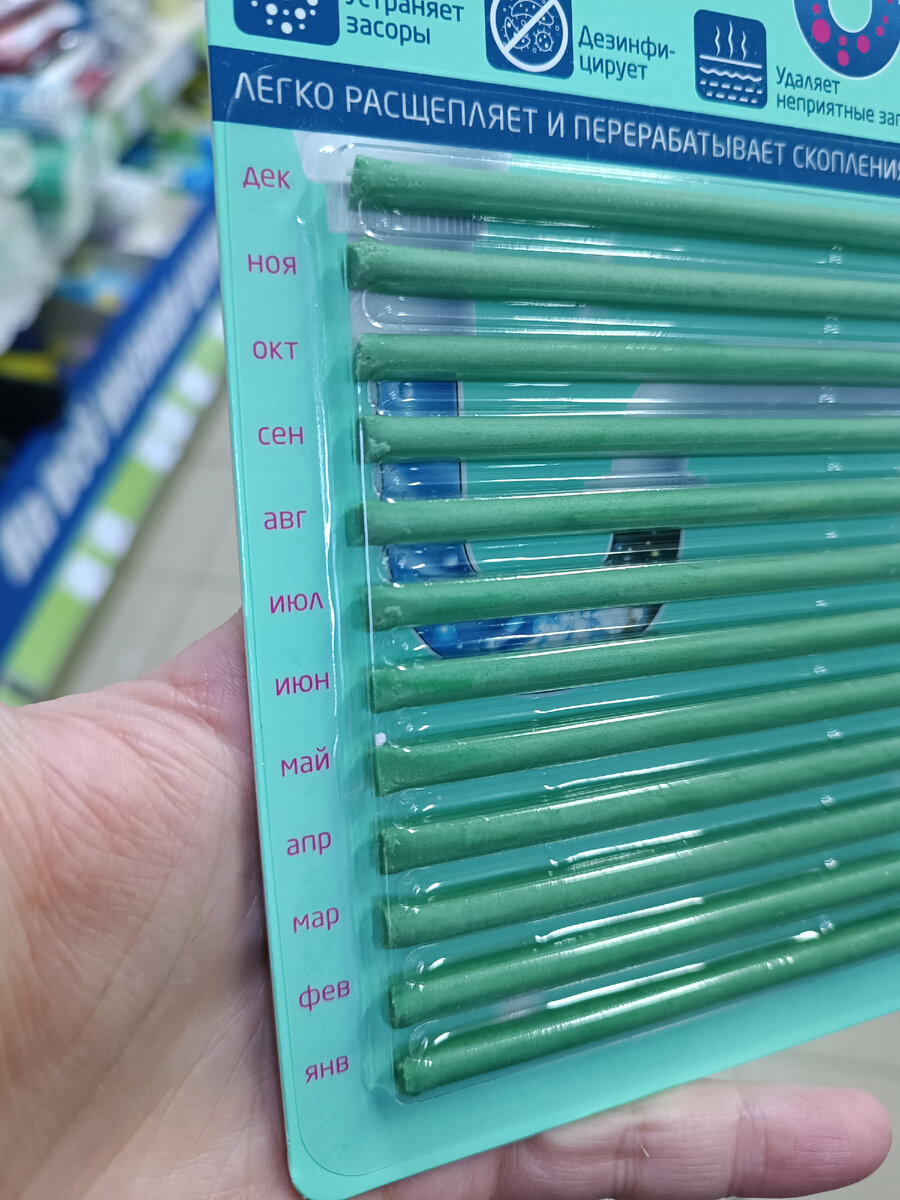 Устраняет
засоры
Дезинфи-
цирует
Удаляет
неприятные зап
ЛЕГКО РАСЩЕПЛЯЕТ И ПЕРЕРАБАТЫВАЕТ СКОПЛЕНИЯ
дек
ноя
окт
сен
авг
июл
июн
май
апр
мар
фев
янв